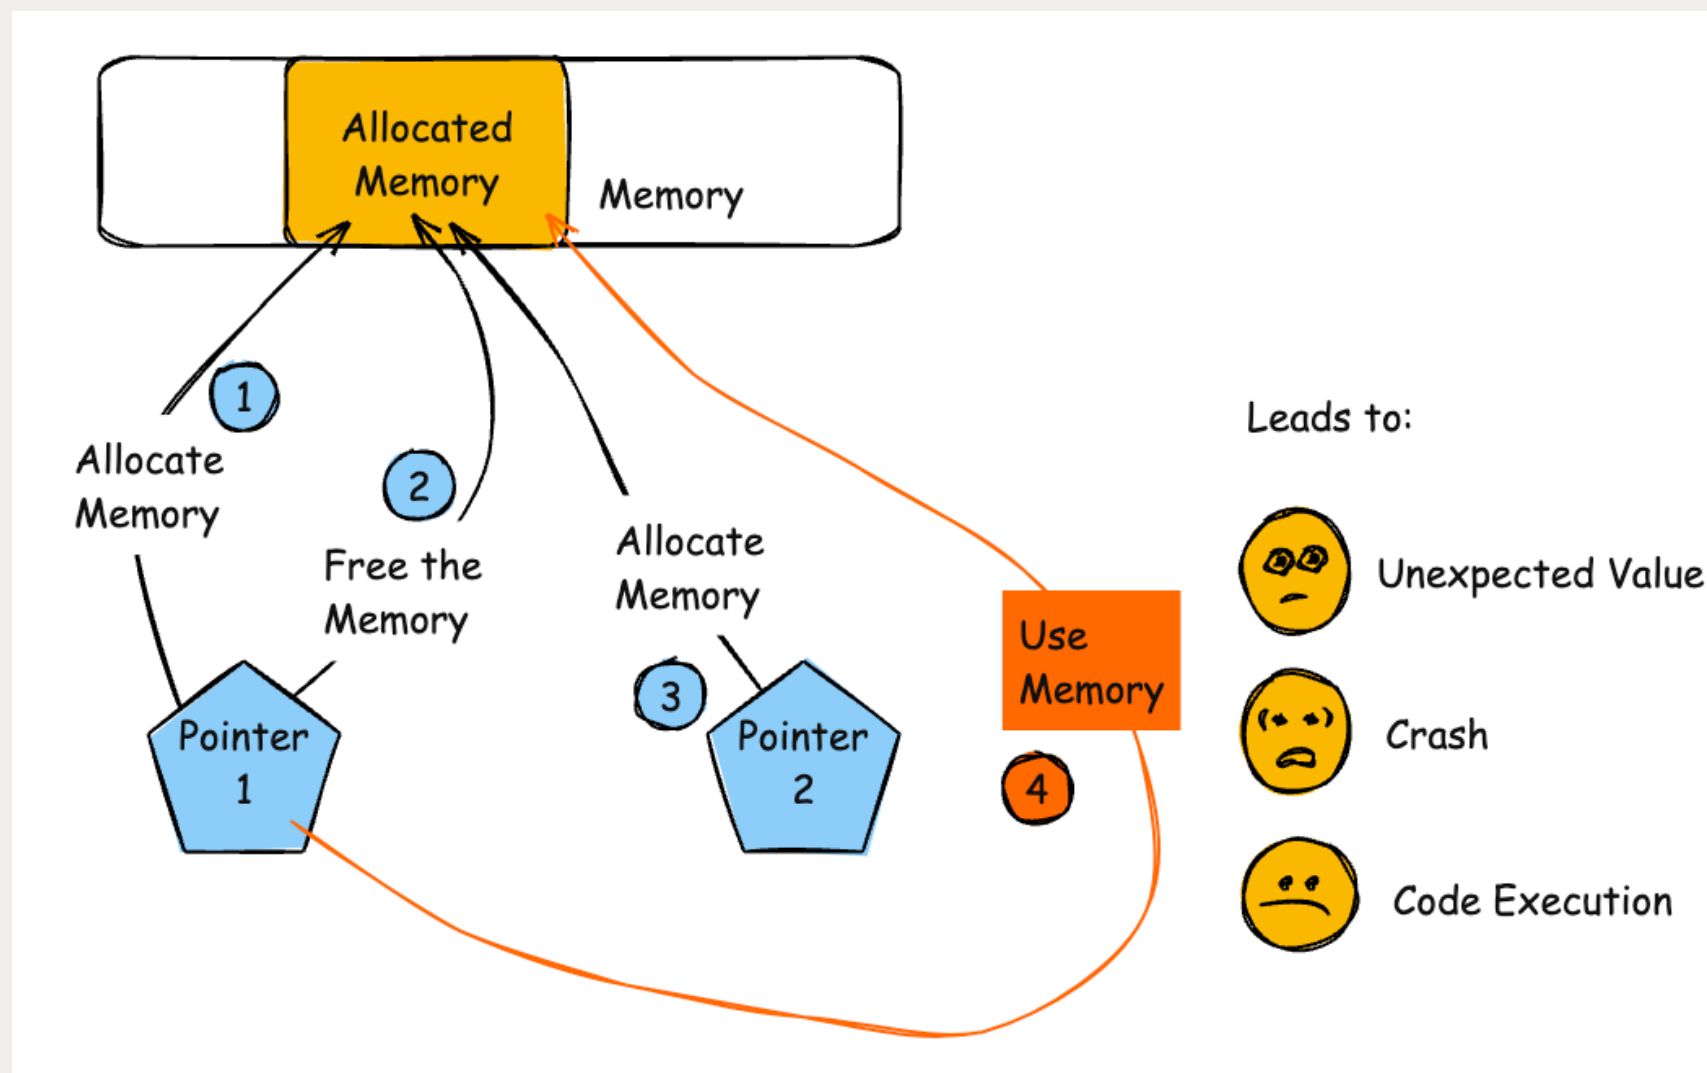 Allocated
Memory
Memory
1
Allocate
Memory
2
Free the
Memory
Allocate
Memory
3
Pointer
1
Pointer
2
Use
Memory
4
Leads to:
Unexpected Value
Crash
Code Execution